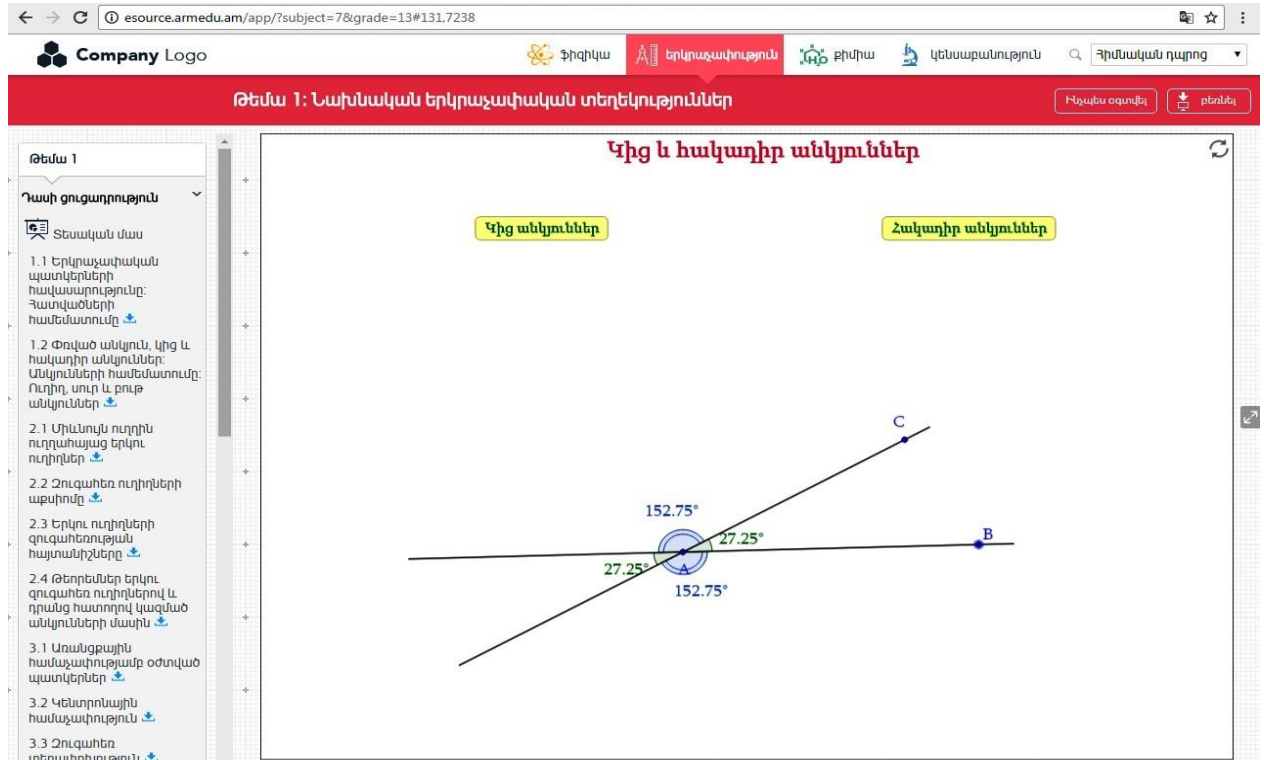 esource.armedu.am/app/?subject=7&grade=13#131,7238
Company Logo
Ֆիզիկա
Երկրաչափություն
Քիմիա
Կենսաբանություն
Հիմնական դպրոց
Թեմա 1: Նախնական երկրաչափական տեղեկություններ
Ինչպես օգտվել
բեռնել
Թեմա 1
Դասի ցուցադրություն
Տեսական մաս
1.1 Երկրաչափական
պատկերների
հավասարությունը:
Հատվածների
համեմատումը
1.2 Փռված անկյուն, կից և
հակադիր անկյուններ:
Անկյունների համեմատումը:
Ուղիղ, սուր և բութ
անկյուններ
2.1 Միևնույն ուղղին
ուղղահայաց երկու
ուղիղներ
2.2 Զուգահեռ ուղիղների
աքսիոմը
2.3 Երկու ուղիղների
զուգահեռության
հայտանիշները
2.4 Թեորեմներ երկու
զուգահեռ ուղիղներով և
դրանց հատողով կազմած
անկյունների մասին
3.1 Առանցքային
համաչափությամբ օժտված
պատկերներ
3.2 Կենտրոնային
համաչափություն
3.3 Զուգահեռ
Կից և հակադիր անկյուններ
Կից անկյուններ
Հակադիր անկյուններ
C
152.75°
27.25°
B
27.25°
A
152.75°